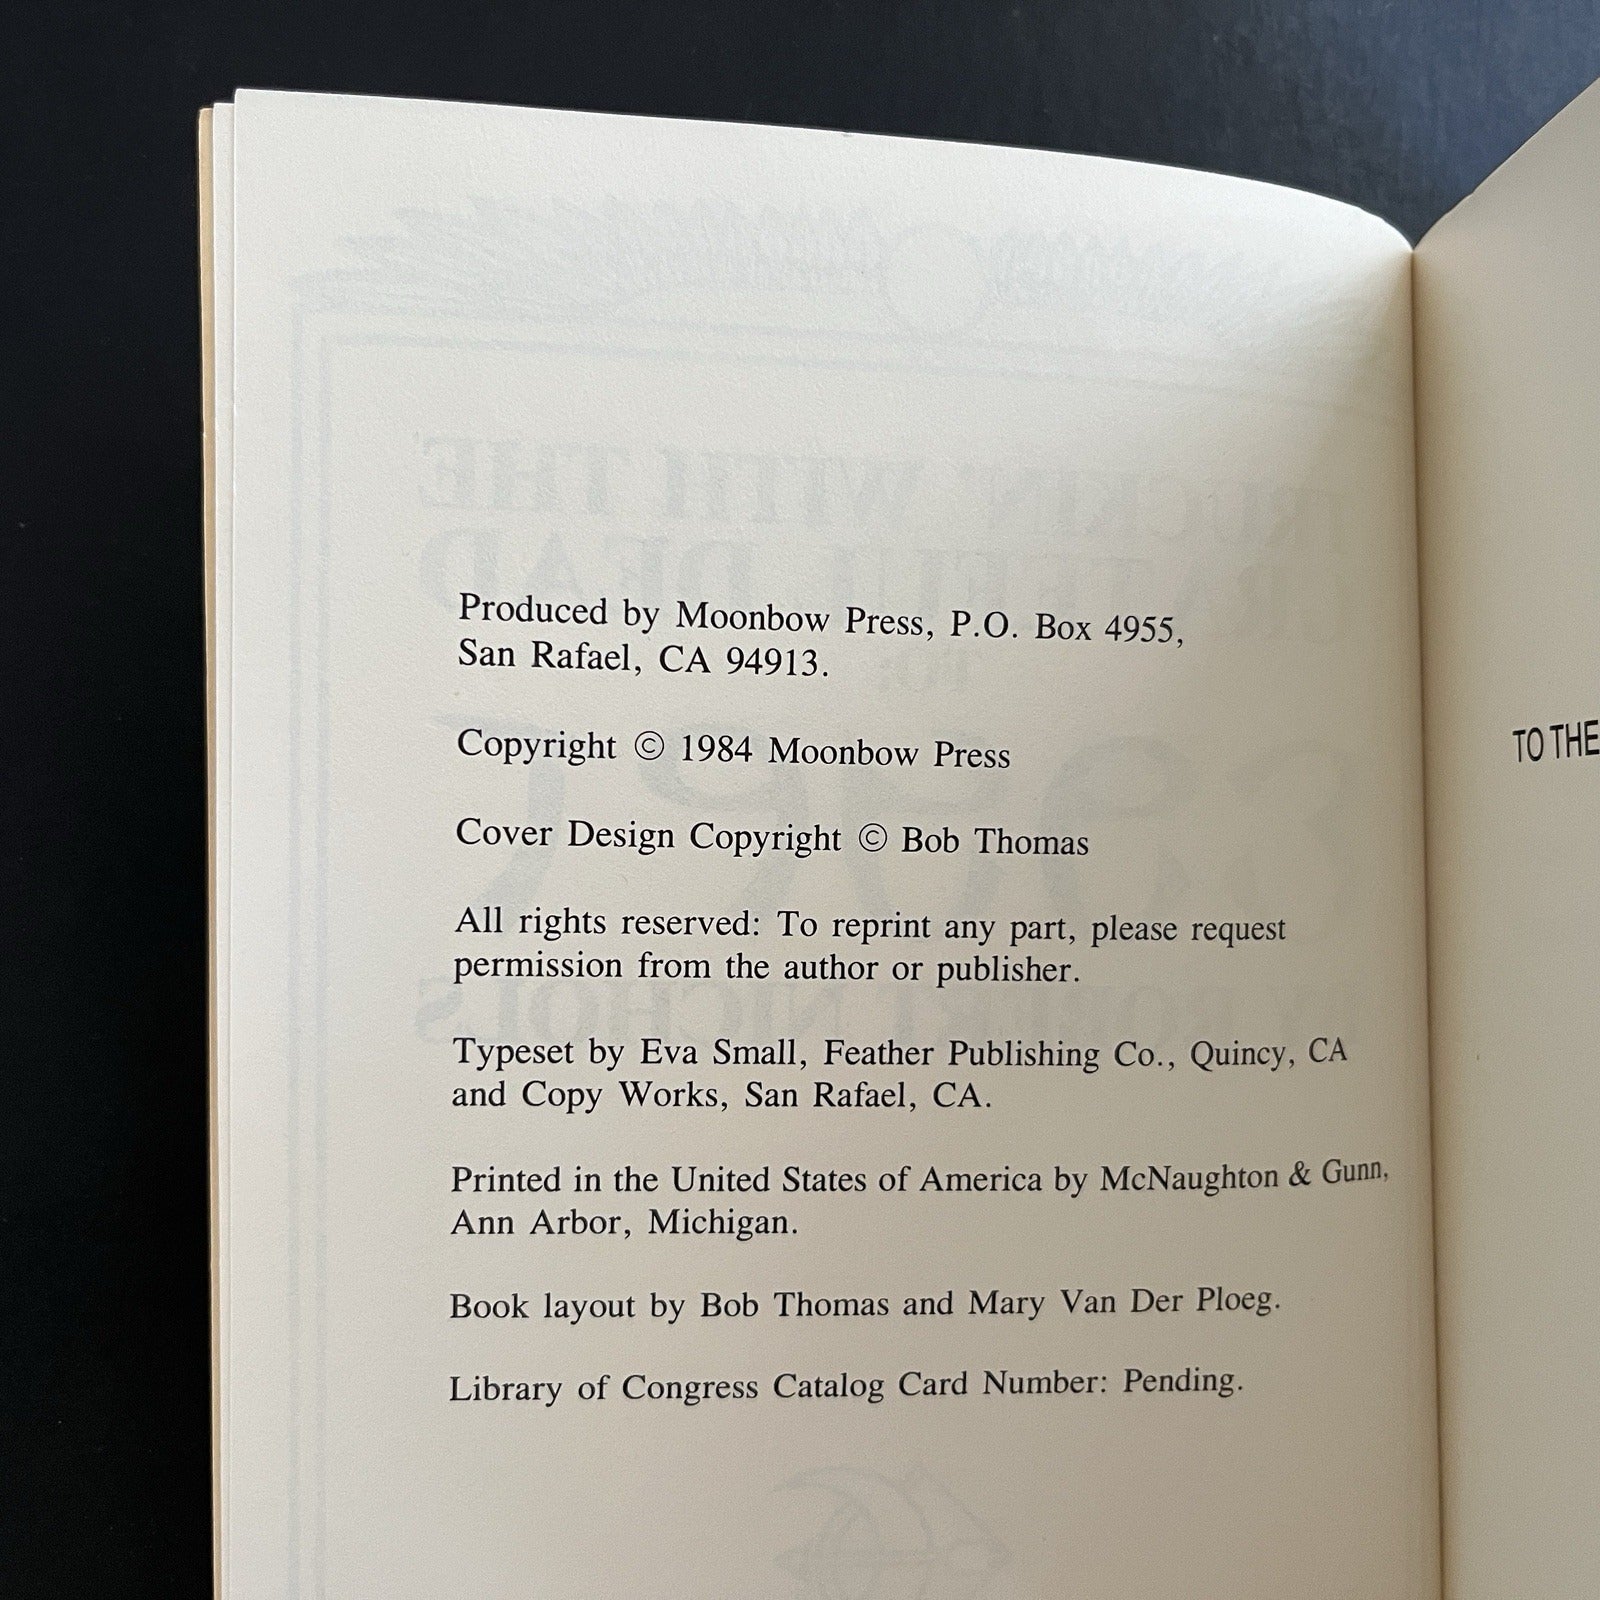 Produced by Moonbow Press, P.O. Box 4955,
San Rafael, CA 94913.
Copyright © 1984 Moonbow Press
Cover Design Copyright © Bob Thomas
All rights reserved: To reprint any part, please request
permission from the author or publisher.
Typeset by Eva Small, Feather Publishing Co., Quincy, CA
and Copy Works, San Rafael, CA.
Printed in the United States of America by McNaughton & Gunn,
Ann Arbor, Michigan.
Book layout by Bob Thomas and Mary Van Der Ploeg.
Library of Congress Catalog Card Number: Pending.
TO THE